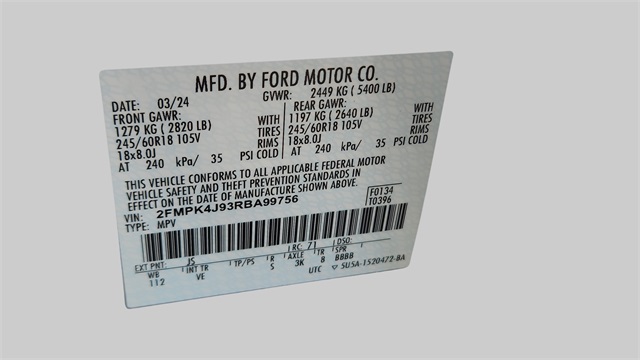 MFD. BY FORD MOTOR CO.
DATE: 03/24 GVWR: 2449 KG ( 5400 LB)
FRONT GAWR: REAR GAWR:
1279 KG ( 2820 LB) WITH 1197 KG ( 2640 LB) WITH
245/60R18 105V TIRES 245/60R18 105V TIRES
18x8.0J RIMS 18x8.0J RIMS
AT 240 kPa/ 35 PSI COLD AT 240 kPa/ 35 PSI COLD
THIS VEHICLE CONFORMS TO ALL APPLICABLE FEDERAL MOTOR
VEHICLE SAFETY AND THEFT PREVENTION STANDARDS IN
EFFECT ON THE DATE OF MANUFACTURE SHOWN ABOVE.
VIN: 2FMPK4J93RBA99756 F0134
TYPE: MPV T0396
EXT PNT: JS RC: 71 DSO:
WB INT TR TP/PS R AXLE TR SPR
112 VE S 3K 8 BBBB
UTC 5U5A-1520472-BA